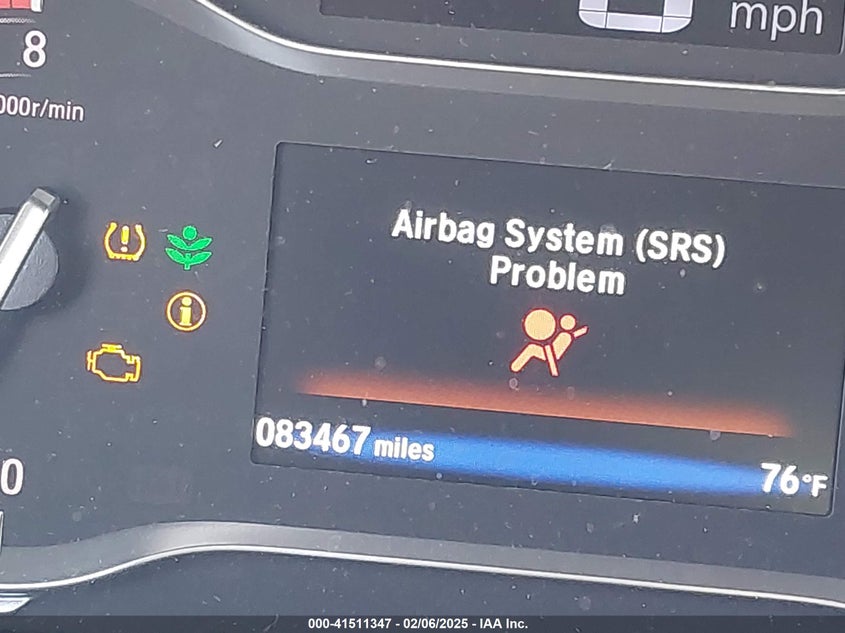 mph
8
000r/min
Airbag System (SRS)
Problem
083467 miles
76°F
0
000-41511347 - 02/06/2025 - IAA Inc.